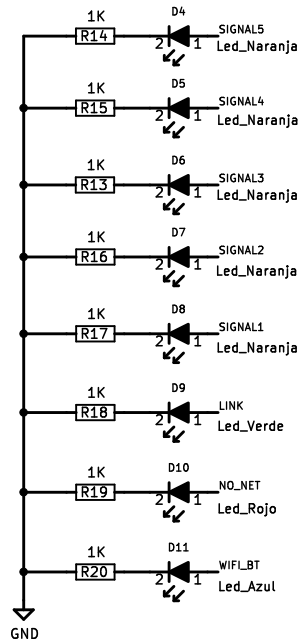 1K D4
R14 2 1 SIGNAL5
Led_Naranja
1K D5
R15 2 1 SIGNAL4
Led_Naranja
1K D6
R13 2 1 SIGNAL3
Led_Naranja
1K D7
R16 2 1 SIGNAL2
Led_Naranja
1K D8
R17 2 1 SIGNAL1
Led_Naranja
1K D9
R18 2 1 LINK
Led_Verde
1K D10
R19 2 1 NO_NET
Led_Rojo
1K D11
R20 2 1 WIFI_BT
Led_Azul
GND